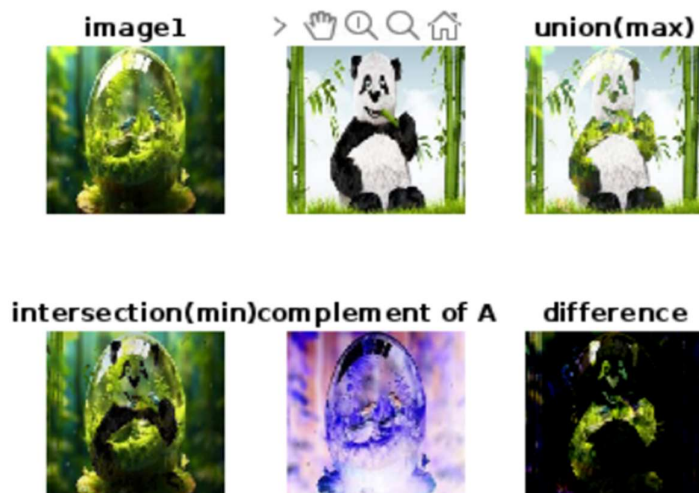 image1
union(max)
intersection(min)
complement of A
difference